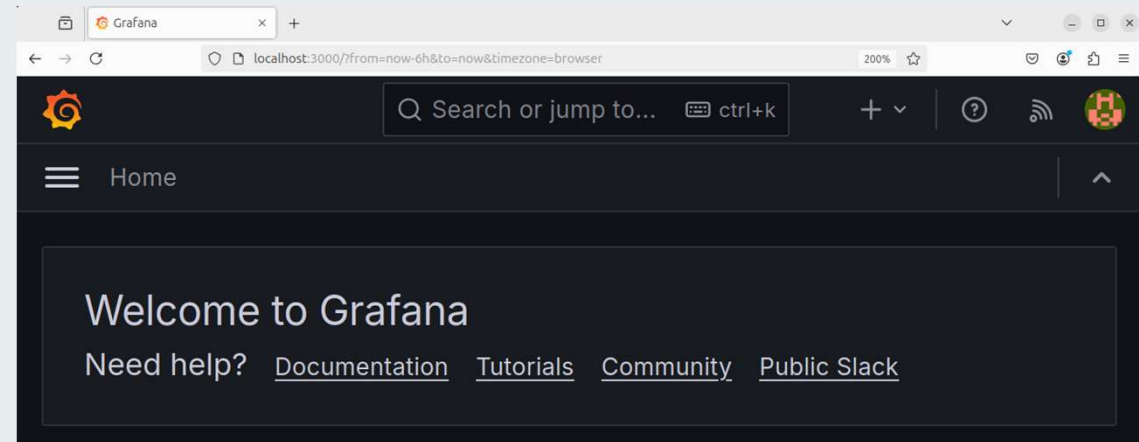 Grafana
localhost:3000/?from=now-6h&to=now&timezone=browser 200%
Search or jump to... ctrl+k
Home
Welcome to Grafana
Need help? Documentation Tutorials Community Public Slack